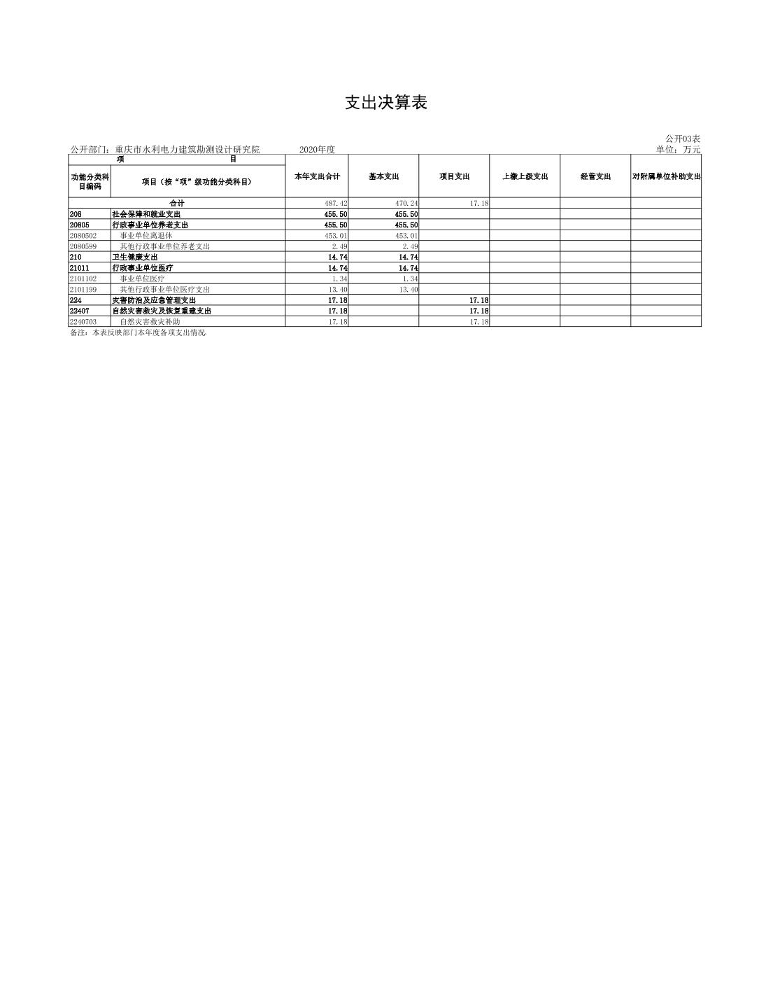 支出决算表
公开03表
公开部门：重庆市水利电力建筑勘测设计研究院 2020年度 单位：万元
项 目
功能分类科目编码 项目（按“项”级功能分类科目） 本年支出合计 基本支出 项目支出 上缴上级支出 经营支出 对附属单位补助支出
合计 487.42 470.24 17.18
208 社会保障和就业支出 455.50 455.50
20805 行政事业单位养老支出 455.50 455.50
2080502 事业单位离退休 453.01 453.01
2080599 其他行政事业单位养老支出 2.49 2.49
210 卫生健康支出 14.74 14.74
21011 行政事业单位医疗 14.74 14.74
2101102 事业单位医疗 1.34 1.34
2101199 其他行政事业单位医疗支出 13.40 13.40
224 灾害防治及应急管理支出 17.18 17.18
22407 自然灾害救灾及恢复重建支出 17.18 17.18
2240703 自然灾害救灾补助 17.18 17.18
备注：本表反映部门本年度各项支出情况。